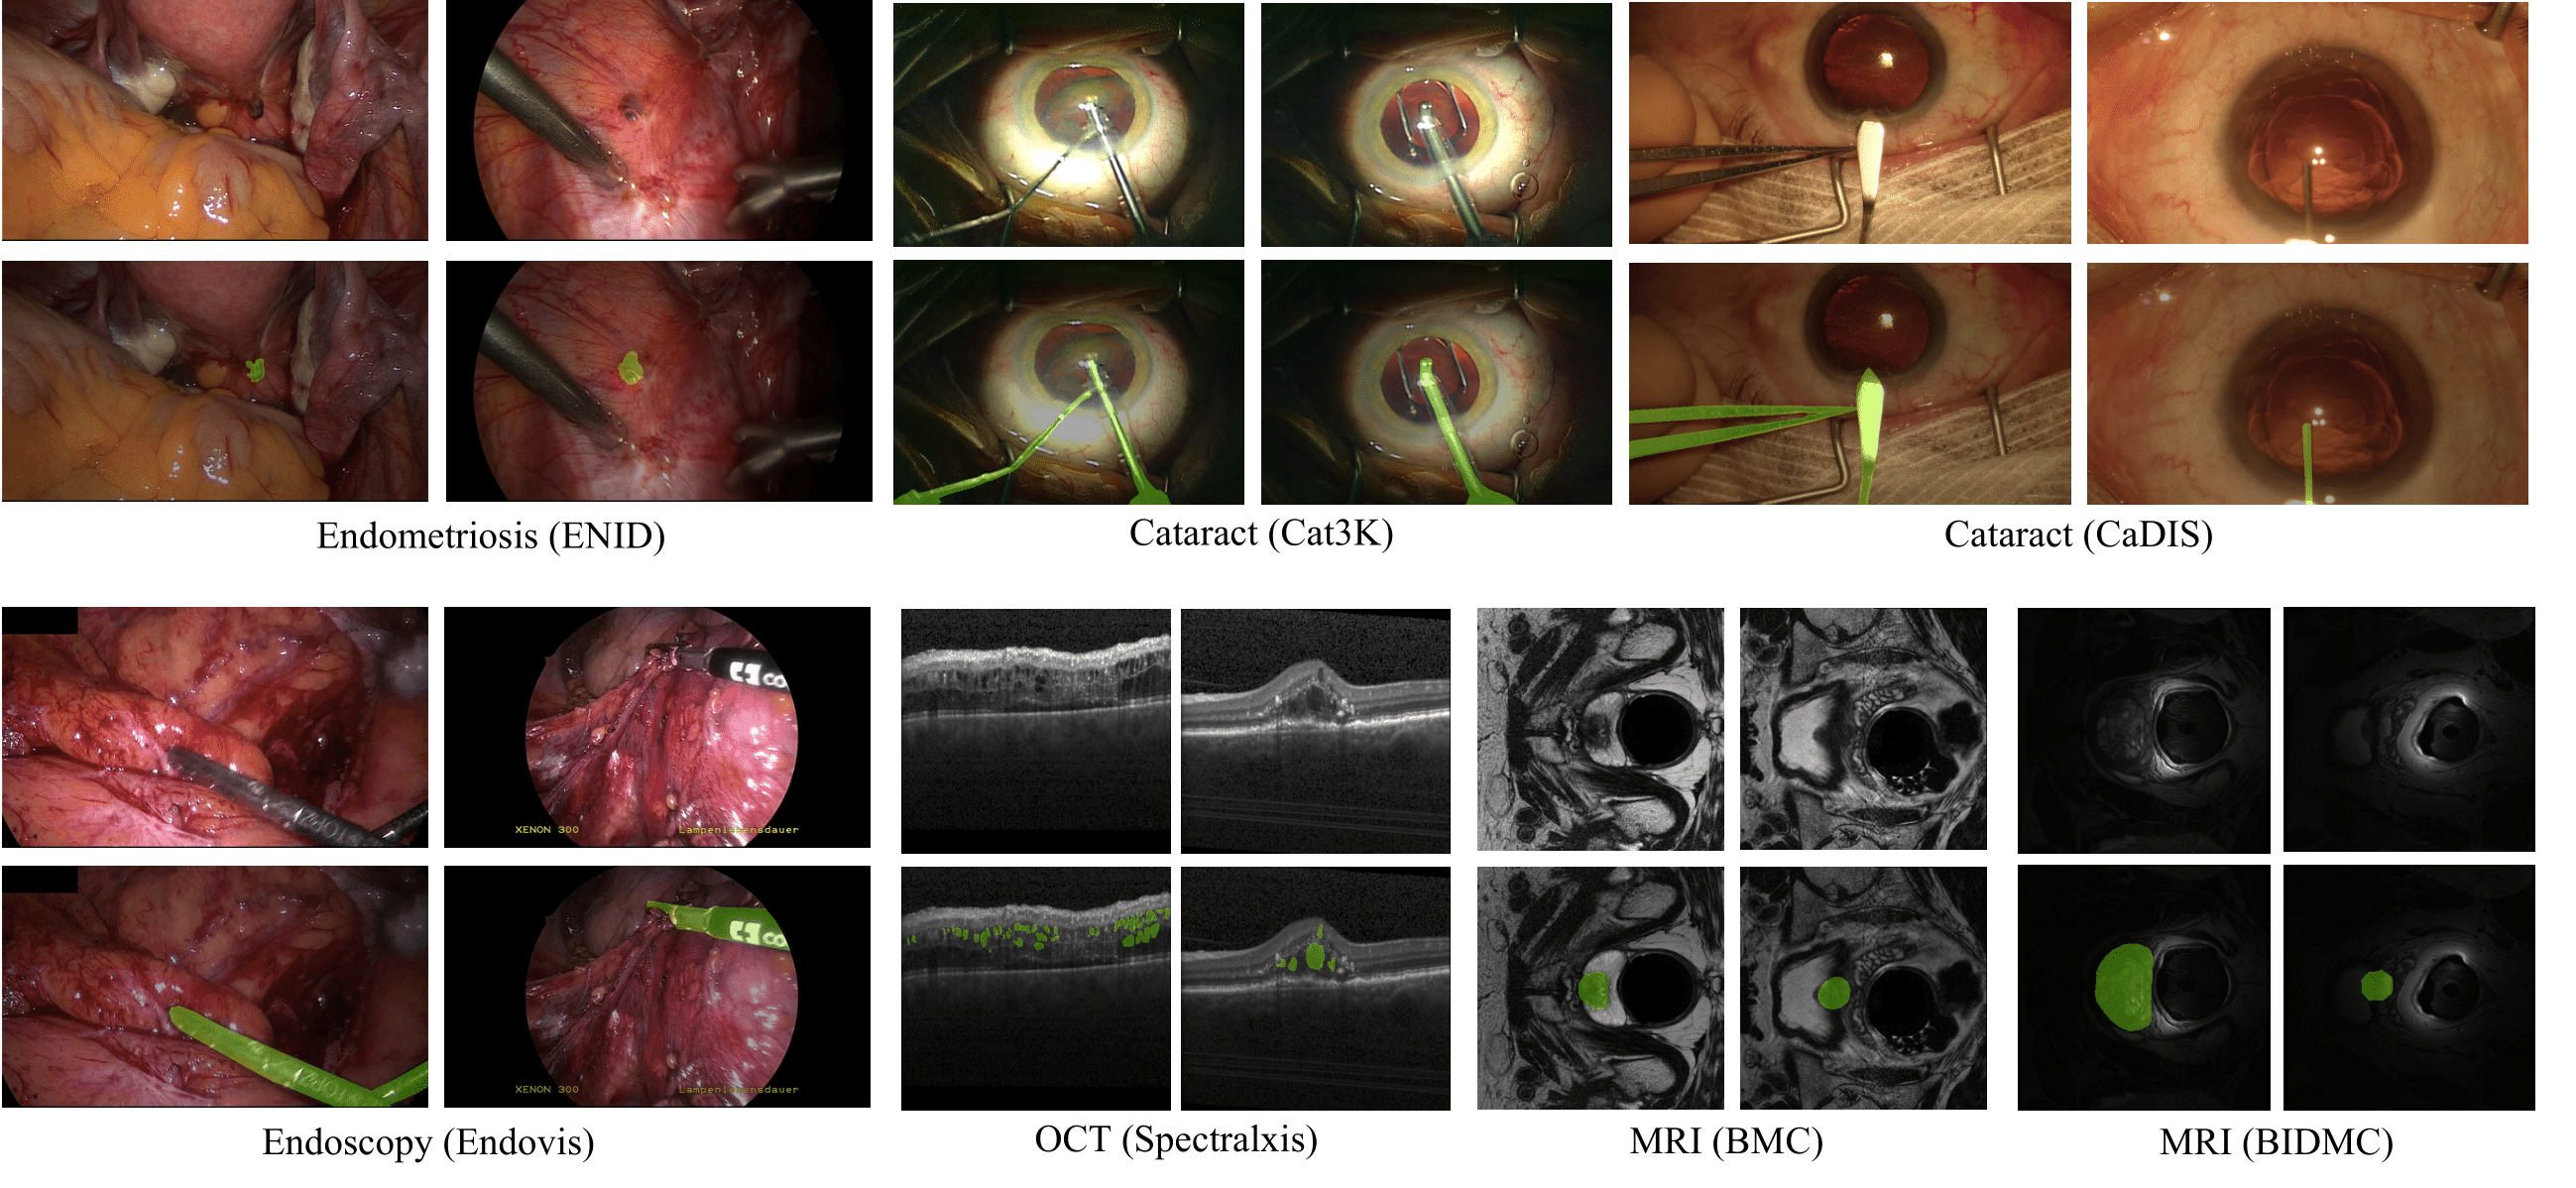 Endometriosis (ENID)
Cataract (Cat3K)
Cataract (CaDIS)
XENON 300
Lampenlebensdauer
XENON 300
Lampenlebensdauer
Endoscopy (Endovis)
OCT (Spectralxis)
MRI (BMC)
MRI (BIDMC)